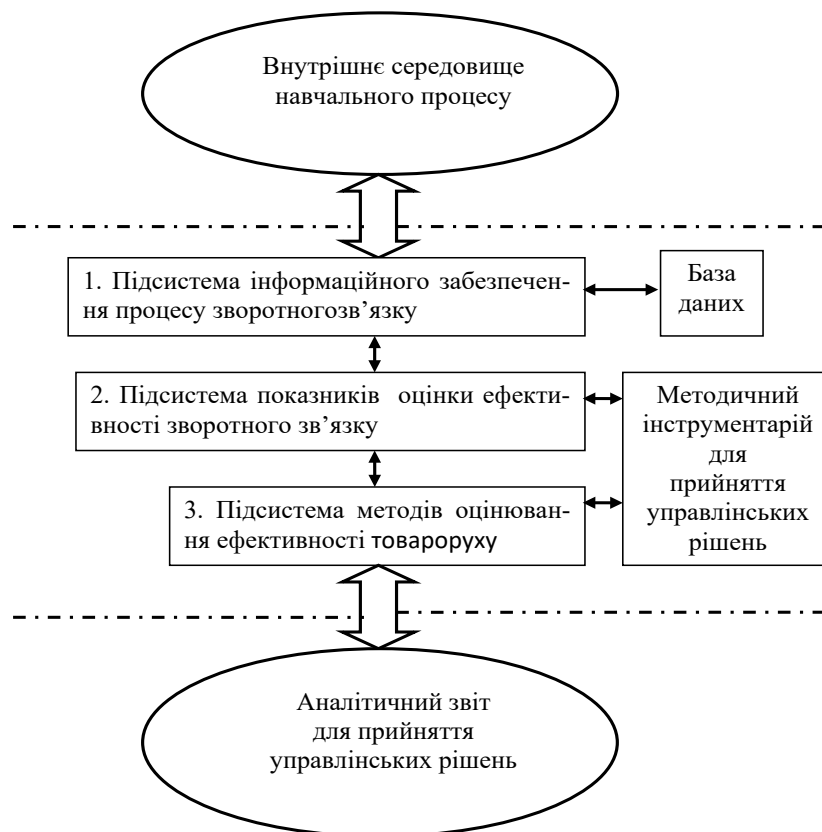 Внутрішнє середовище
навчального процесу
1. Підсистема інформаційного забезпечен-
ня процесу зворотногозв’язку
База
даних
2. Підсистема показників оцінки ефекти-
вності зворотного зв’язку
Методичний
інструментарій
для
прийняття
управлінських
рішень
3. Підсистема методів оцінюван-
ня ефективності товароруху
Аналітичний звіт
для прийняття
управлінських рішень